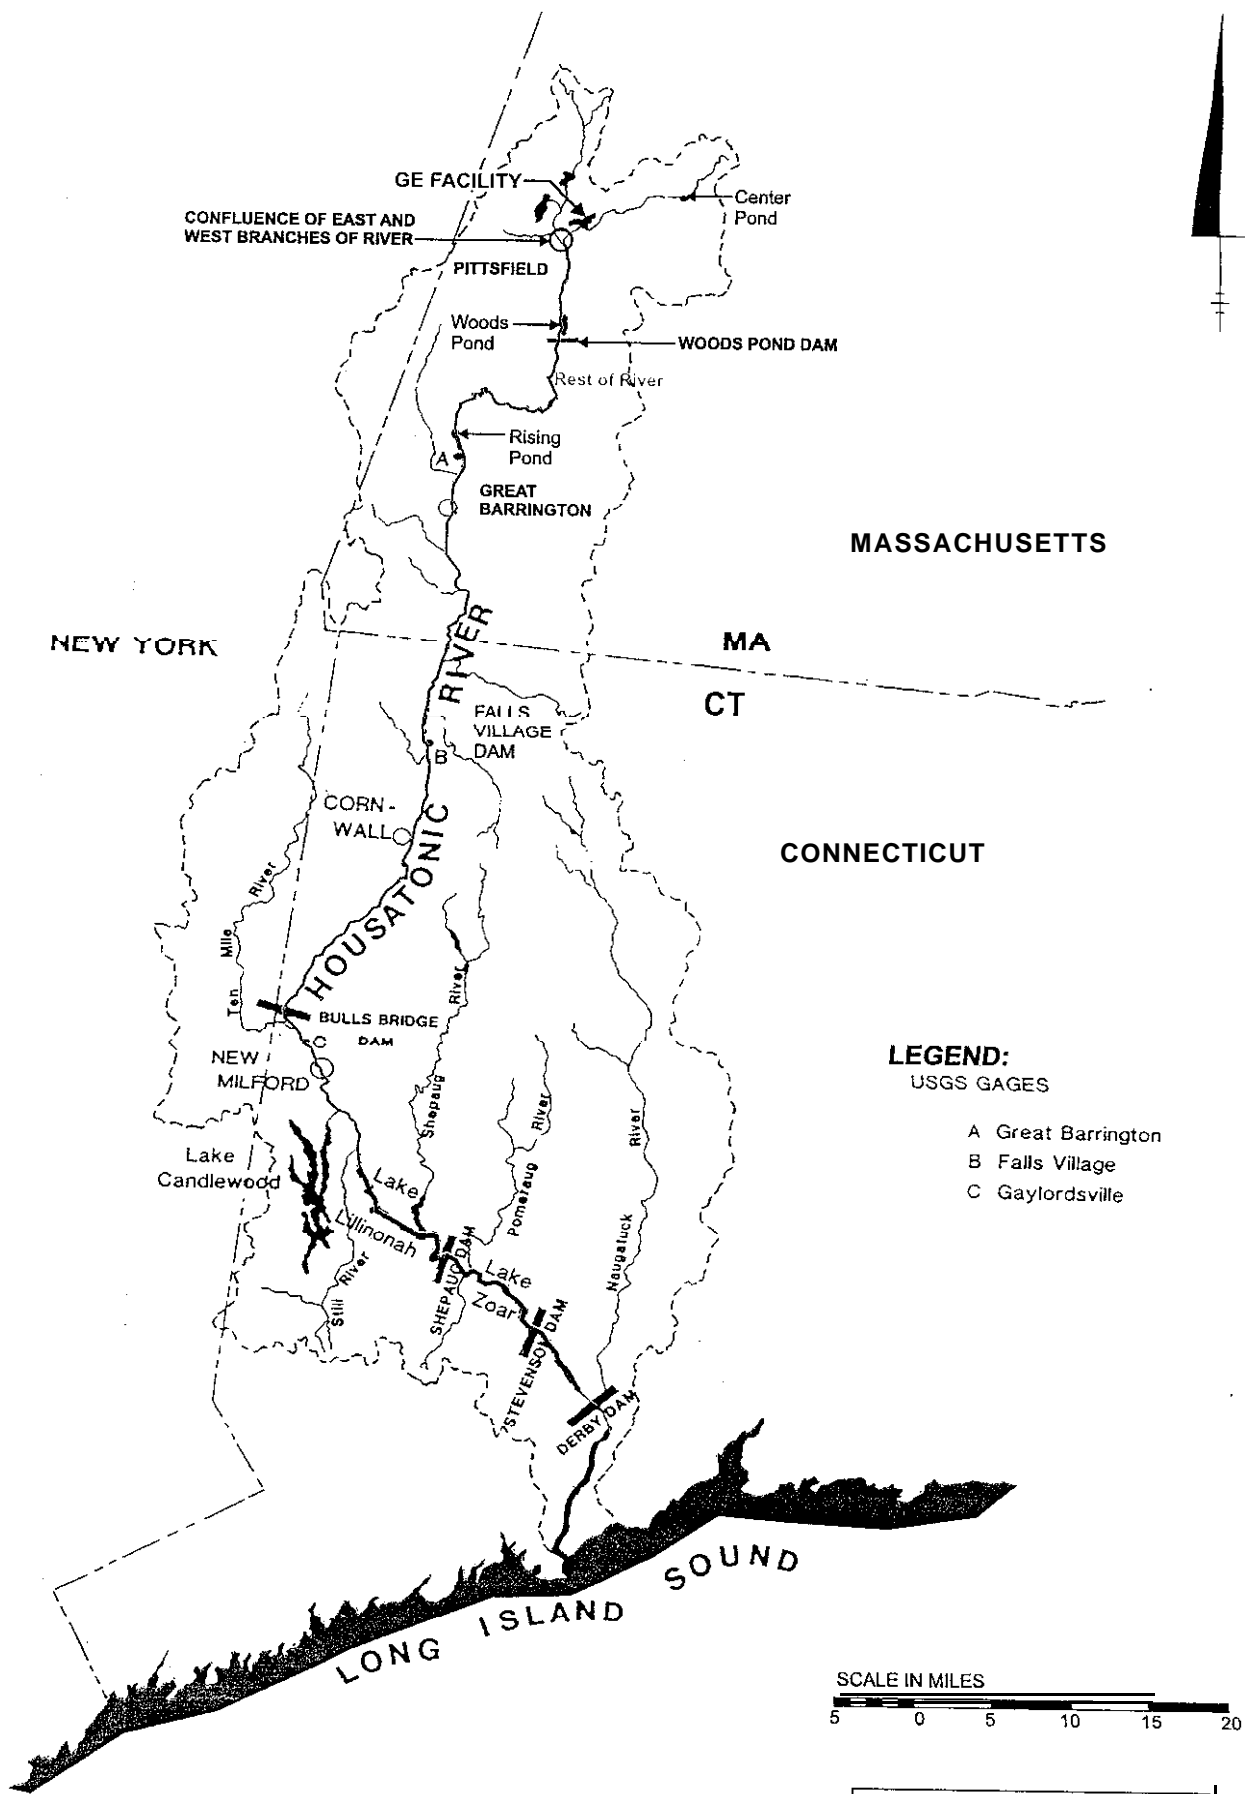 GE FACILITY
Center
Pond
CONFLUENCE OF EAST AND
WEST BRANCHES OF RIVER
PITTSFIELD
Woods
Pond
WOODS POND DAM
Rest of River
Rising
Pond
A
GREAT
BARRINGTON
MASSACHUSETTS
NEW YORK
MA
CT
HOUSATONIC RIVER
FALLS
VILLAGE
DAM
B
CORN-
WALL
CONNECTICUT
Ten Mile River
BULLS BRIDGE
DAM
C
NEW
MILFORD
Shepaug River
Pomeraug River
Naugatuck River
LEGEND:
USGS GAGES
A Great Barrington
B Falls Village
C Gaylordsville
Lake
Candlewood
Lake
Lillinonah
Still River
SHEPAUG DAM
Lake
Zoar
STEVENSON DAM
DERBY DAM
LONG ISLAND SOUND
SCALE IN MILES
5 0 5 10 15 20